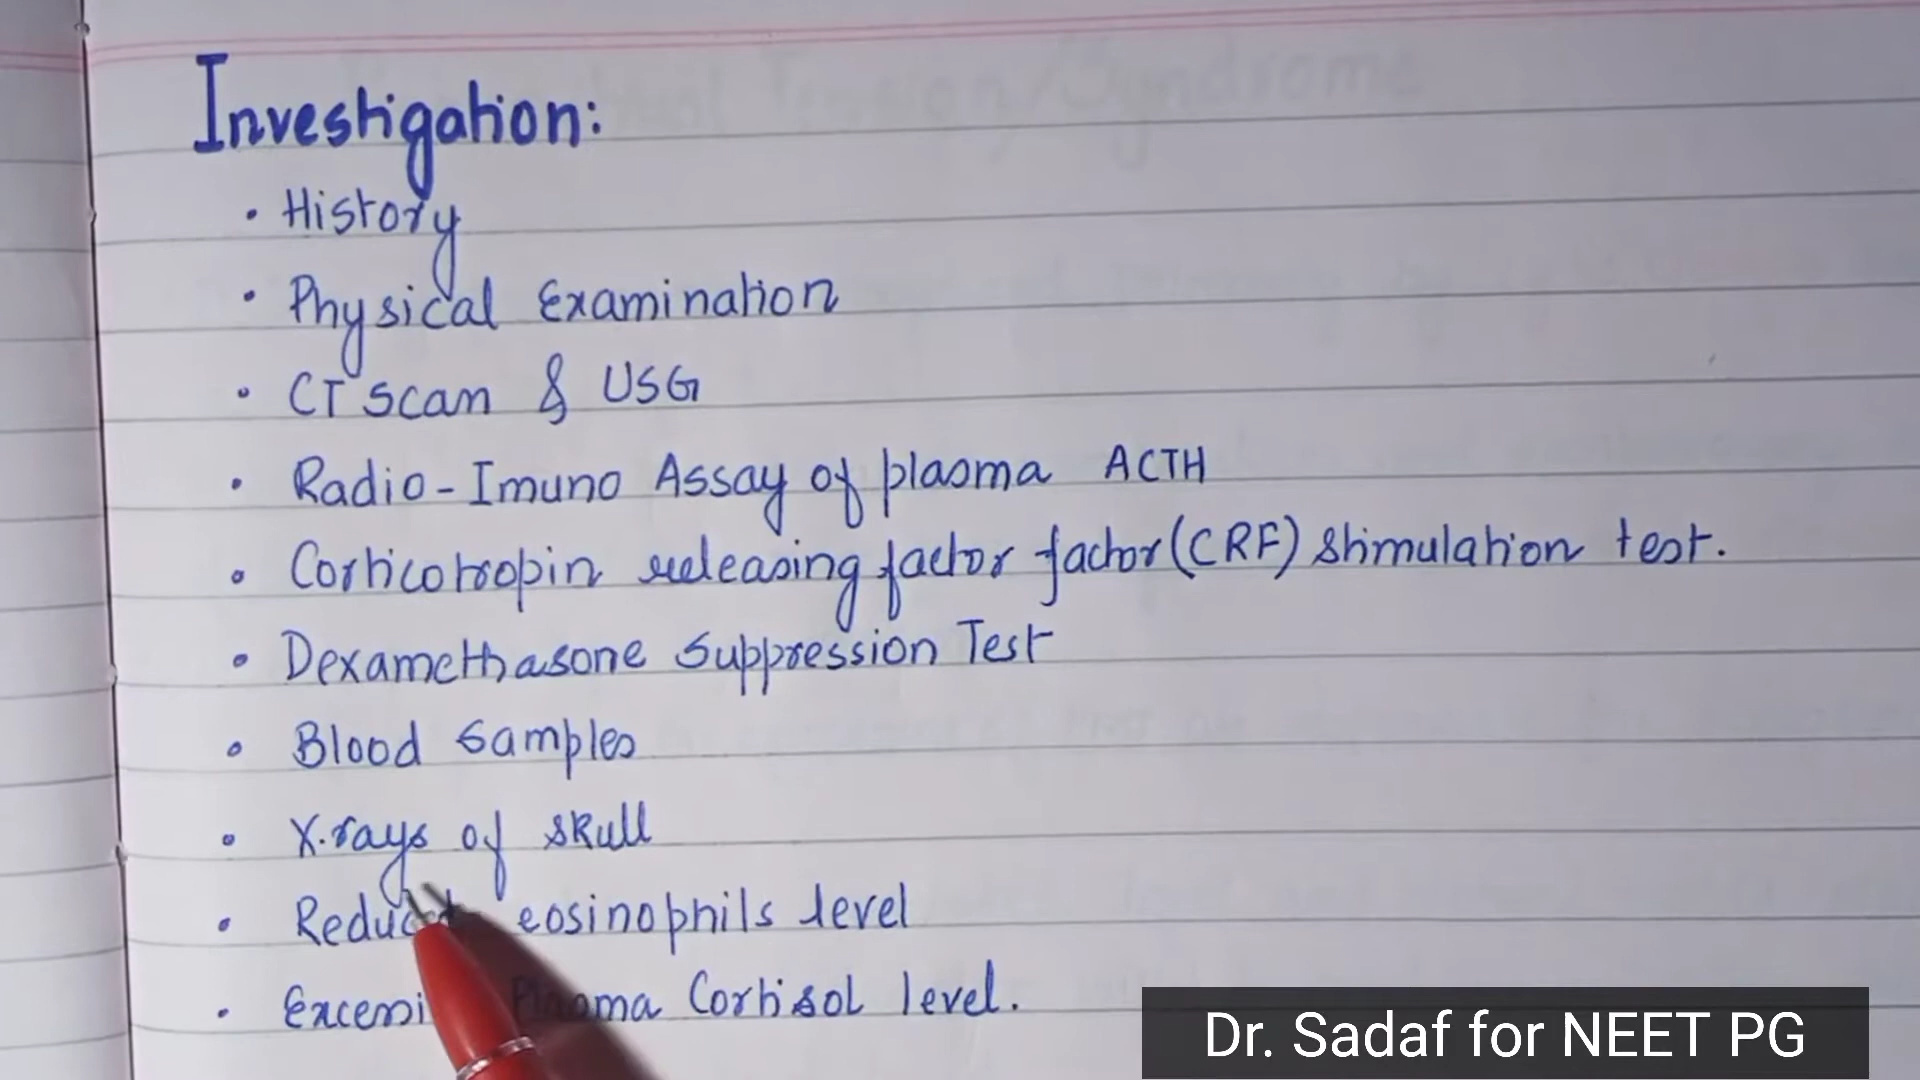 Investigation:
• History
• Physical Examination
• CT Scan & USG
• Radio-Imuno Assay of plasma ACTH
• Corticotropin releasing factor factor (CRF) stimulation test.
• Dexamethasone Suppression Test
• Blood Samples
• X-rays of skull
• eosinophils level
• Cortisol level.
Dr. Sadaf for NEET PG